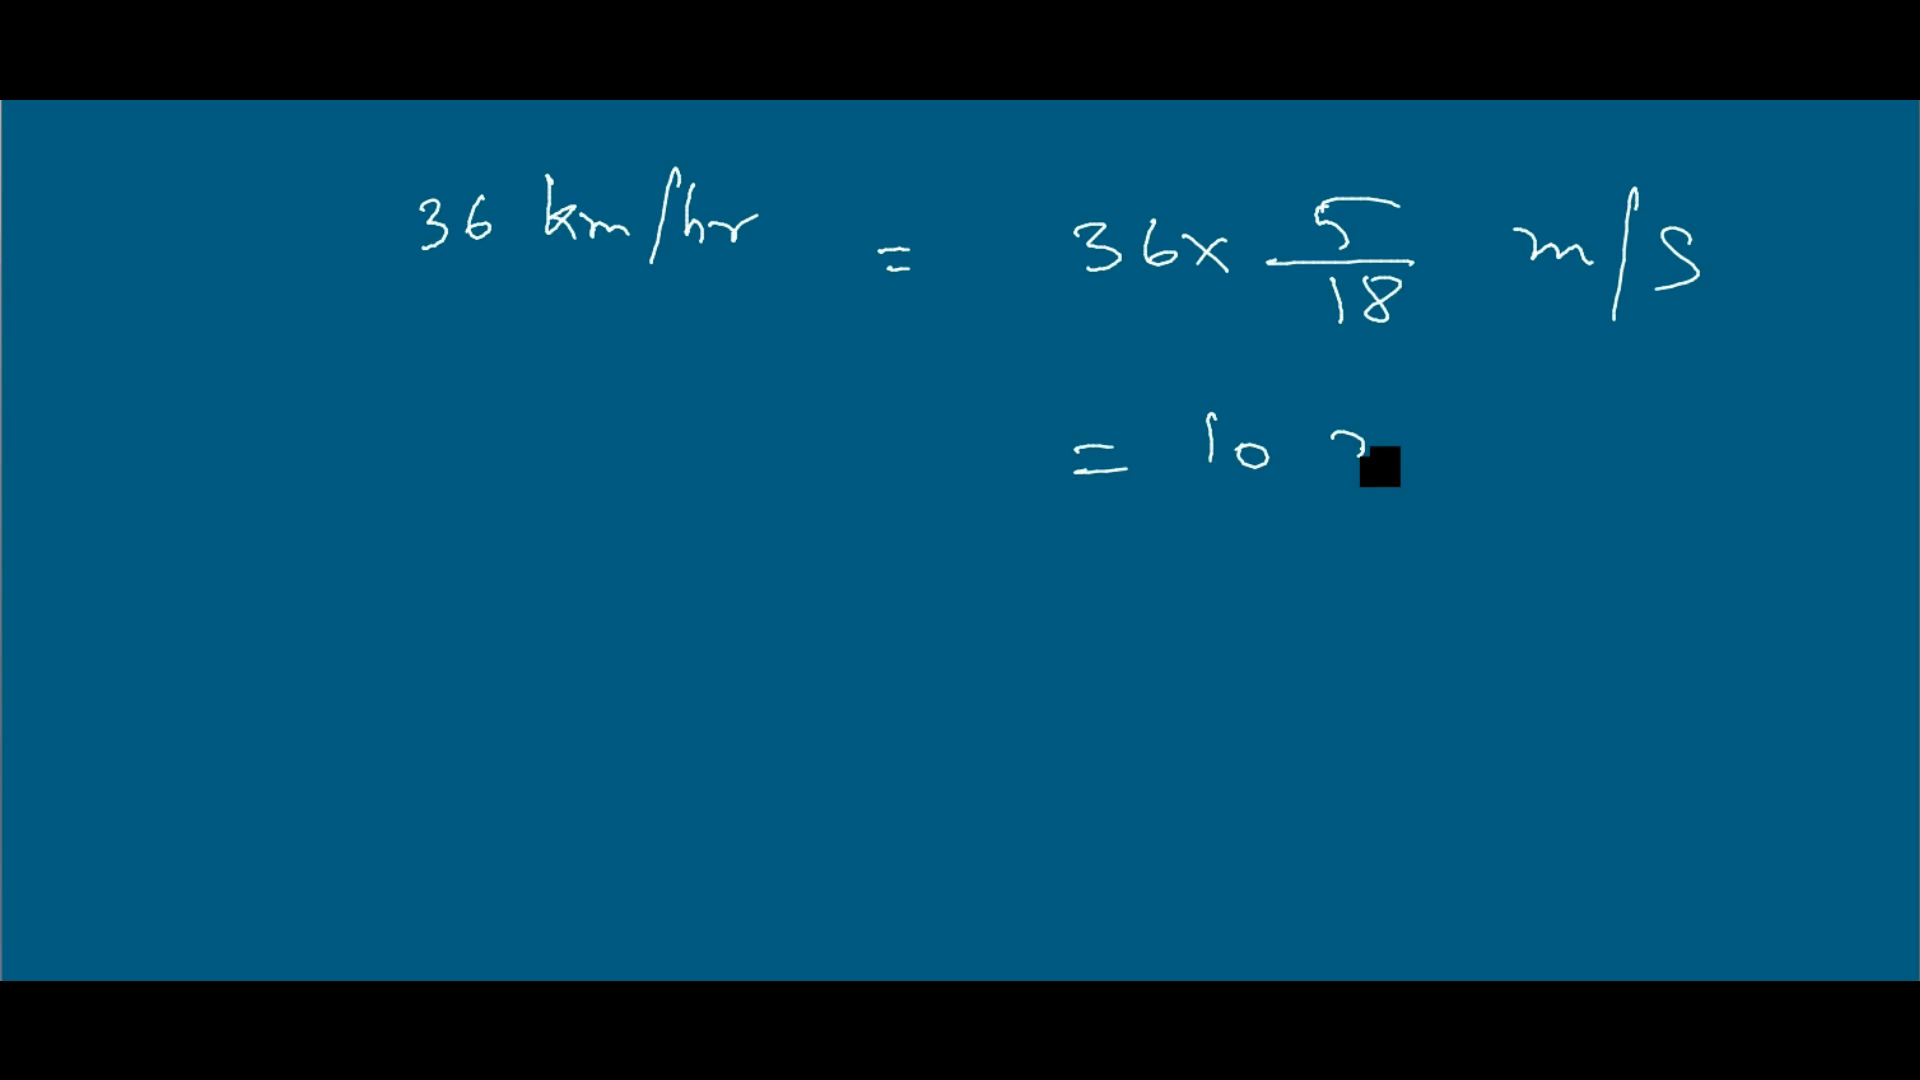 36 km/hr = 36x 5/18 m/s
= 10